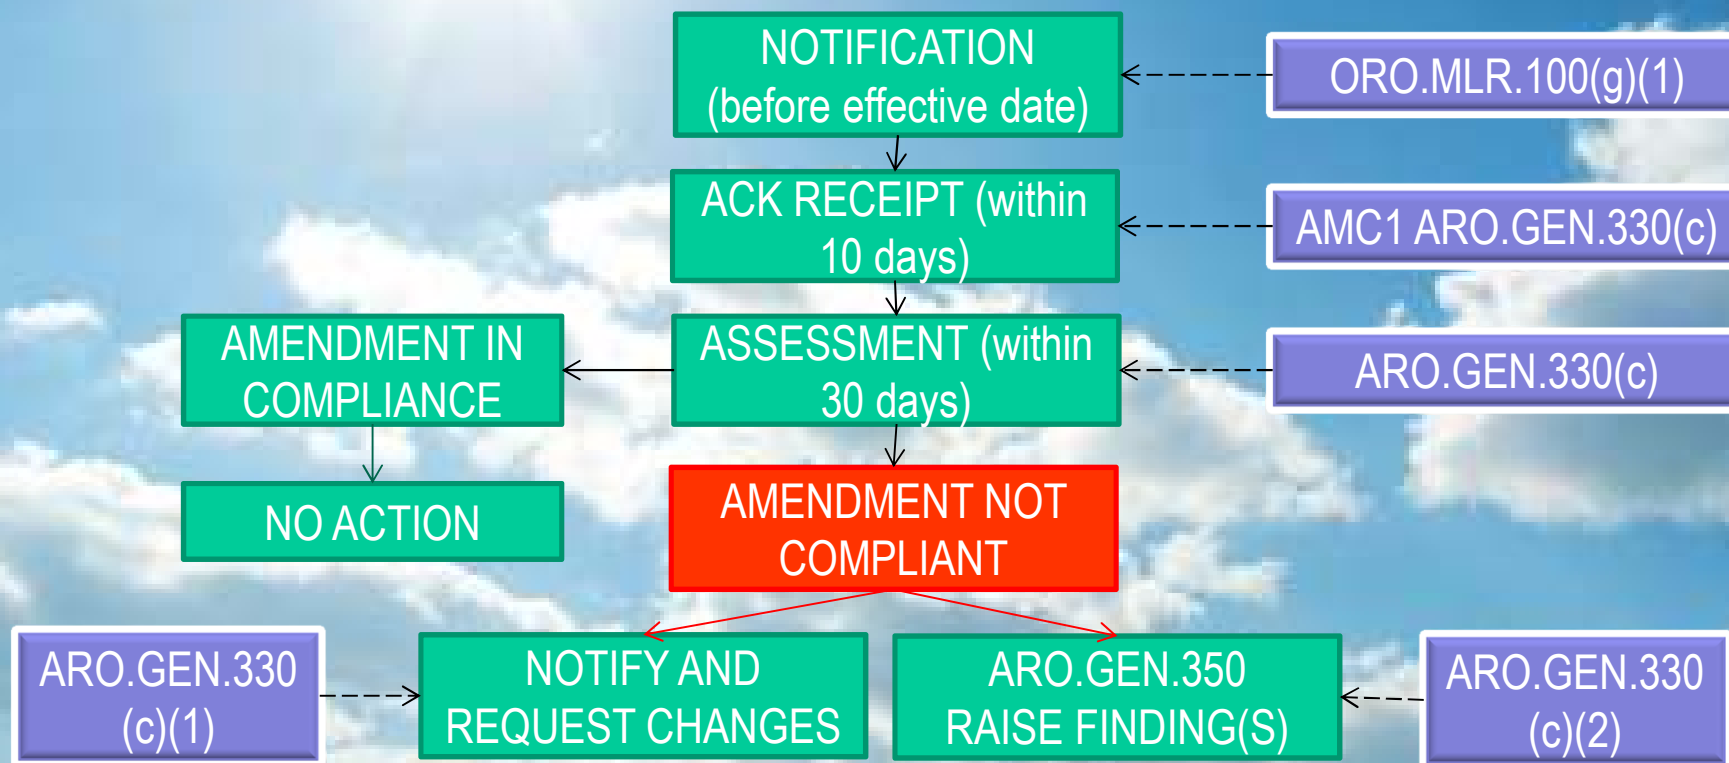 NOTIFICATION
(before effective date)
ORO.MLR.100(g)(1)
ACK RECEIPT (within
10 days)
AMC1 ARO.GEN.330(c)
AMENDMENT IN
COMPLIANCE
ASSESSMENT (within
30 days)
ARO.GEN.330(c)
NO ACTION
AMENDMENT NOT
COMPLIANT
ARO.GEN.330
(c)(1)
NOTIFY AND
REQUEST CHANGES
ARO.GEN.350
RAISE FINDING(S)
ARO.GEN.330
(c)(2)